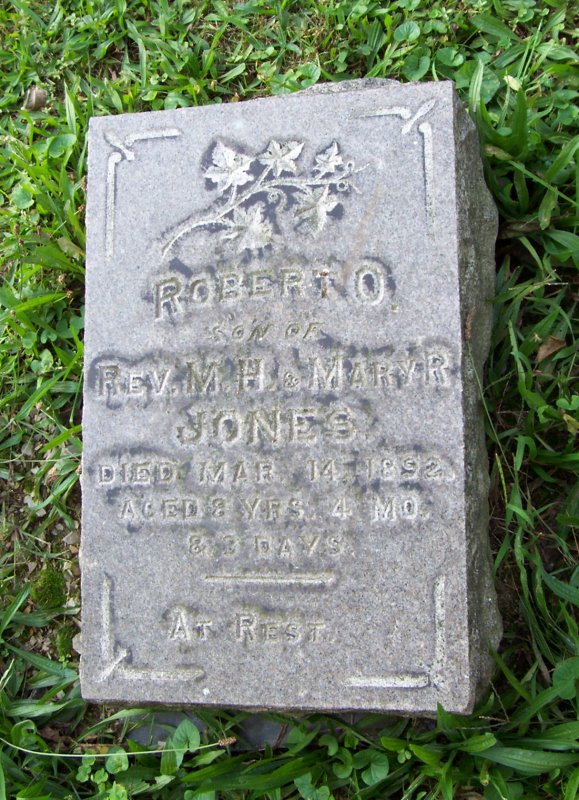 ROBERT O.
SON OF
REV. M. H. & MARY R.
JONES.
DIED MAR. 14, 1892.
AGED 8 YRS. 4 MO.
& 3 DAYS.
AT REST.